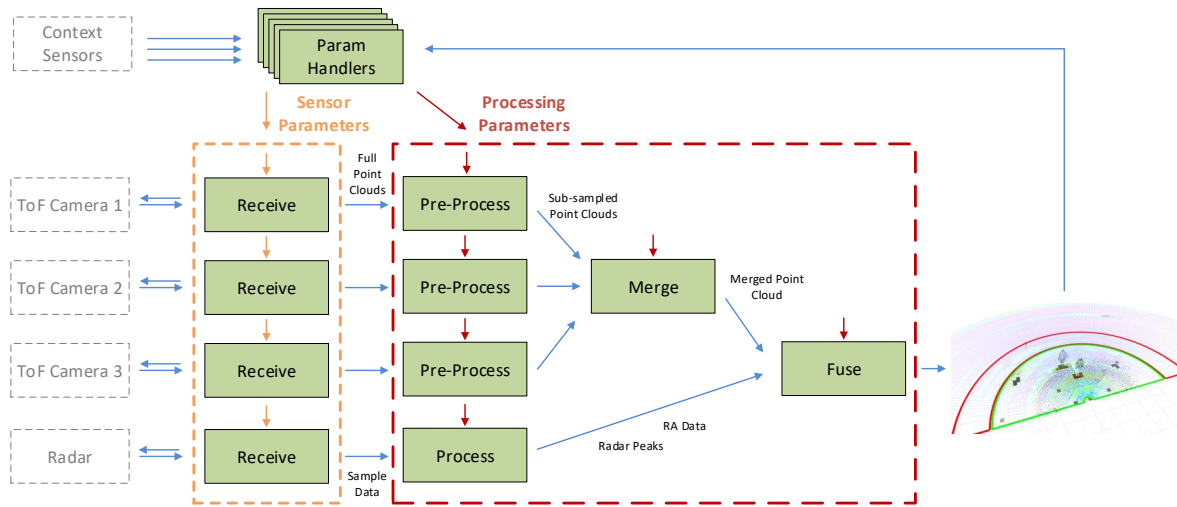 Context
Sensors
Param
Handlers
Sensor
Parameters
Processing
Parameters
Full
Point
Clouds
ToF Camera 1
Receive
Pre-Process
Sub-sampled
Point Clouds
ToF Camera 2
Receive
Pre-Process
Merge
Merged Point
Cloud
ToF Camera 3
Receive
Pre-Process
Fuse
RA Data
Radar Peaks
Radar
Receive
Process
Sample
Data